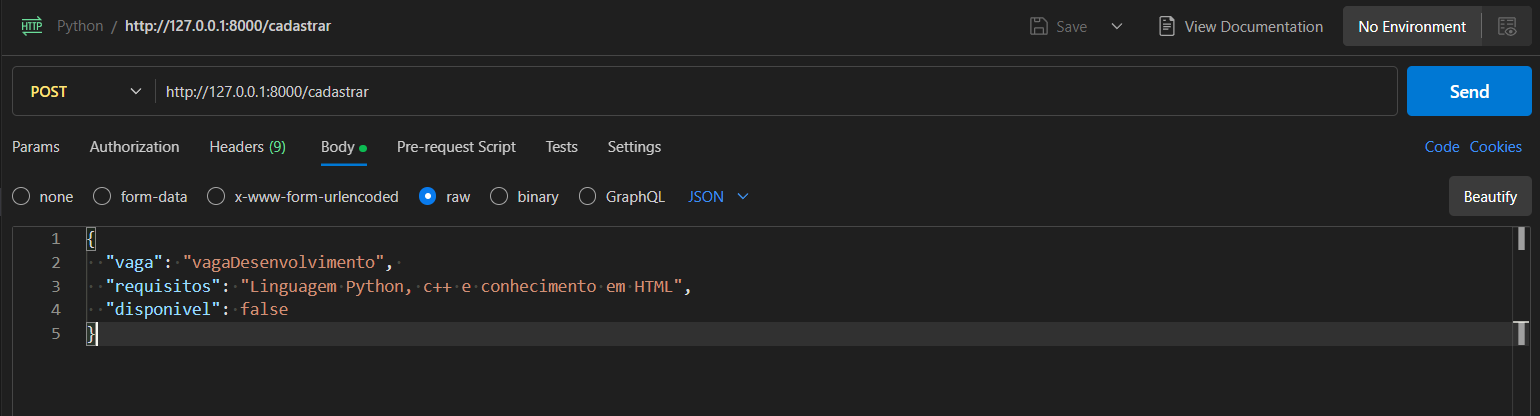 HTTP Python / http://127.0.0.1:8000/cadastrar Save View Documentation No Environment
POST http://127.0.0.1:8000/cadastrar Send
Params Authorization Headers (9) Body Pre-request Script Tests Settings Code Cookies
none form-data x-www-form-urlencoded raw binary GraphQL JSON Beautify
1 {
2 "vaga": "vagaDesenvolvimento",
3 "requisitos": "Linguagem Python, c++ e conhecimento em HTML",
4 "disponivel": false
5 }